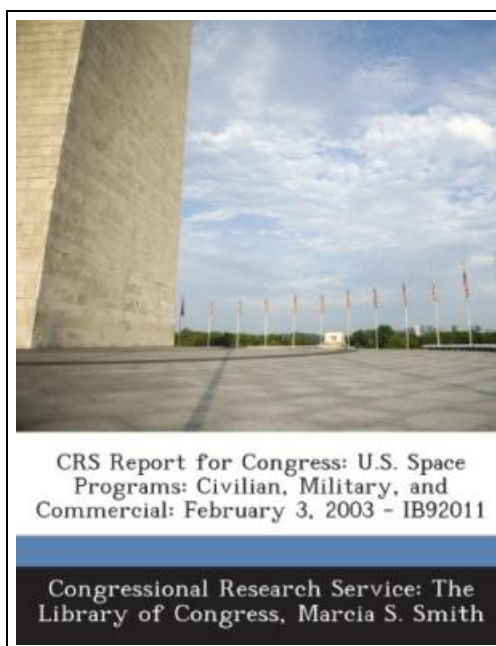 CRS Report for Congress: U.S. Space
Programs: Civilian, Military, and
Commercial: February 3, 2003 - IB92011
Congressional Research Service: The
Library of Congress, Marcia S. Smith